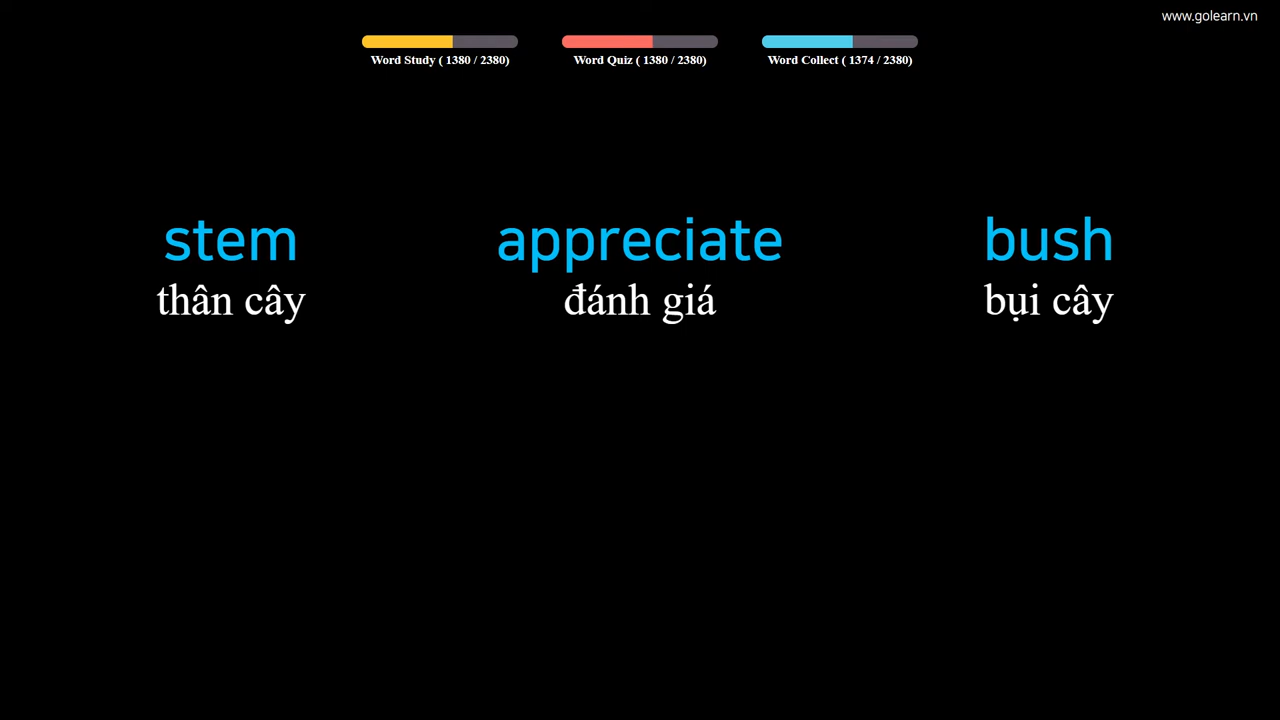 www.golearn.vn
Word Study ( 1380 / 2380)
Word Quiz ( 1380 / 2380)
Word Collect ( 1374 / 2380)
stem
thân cây
appreciate
đánh giá
bush
bụi cây